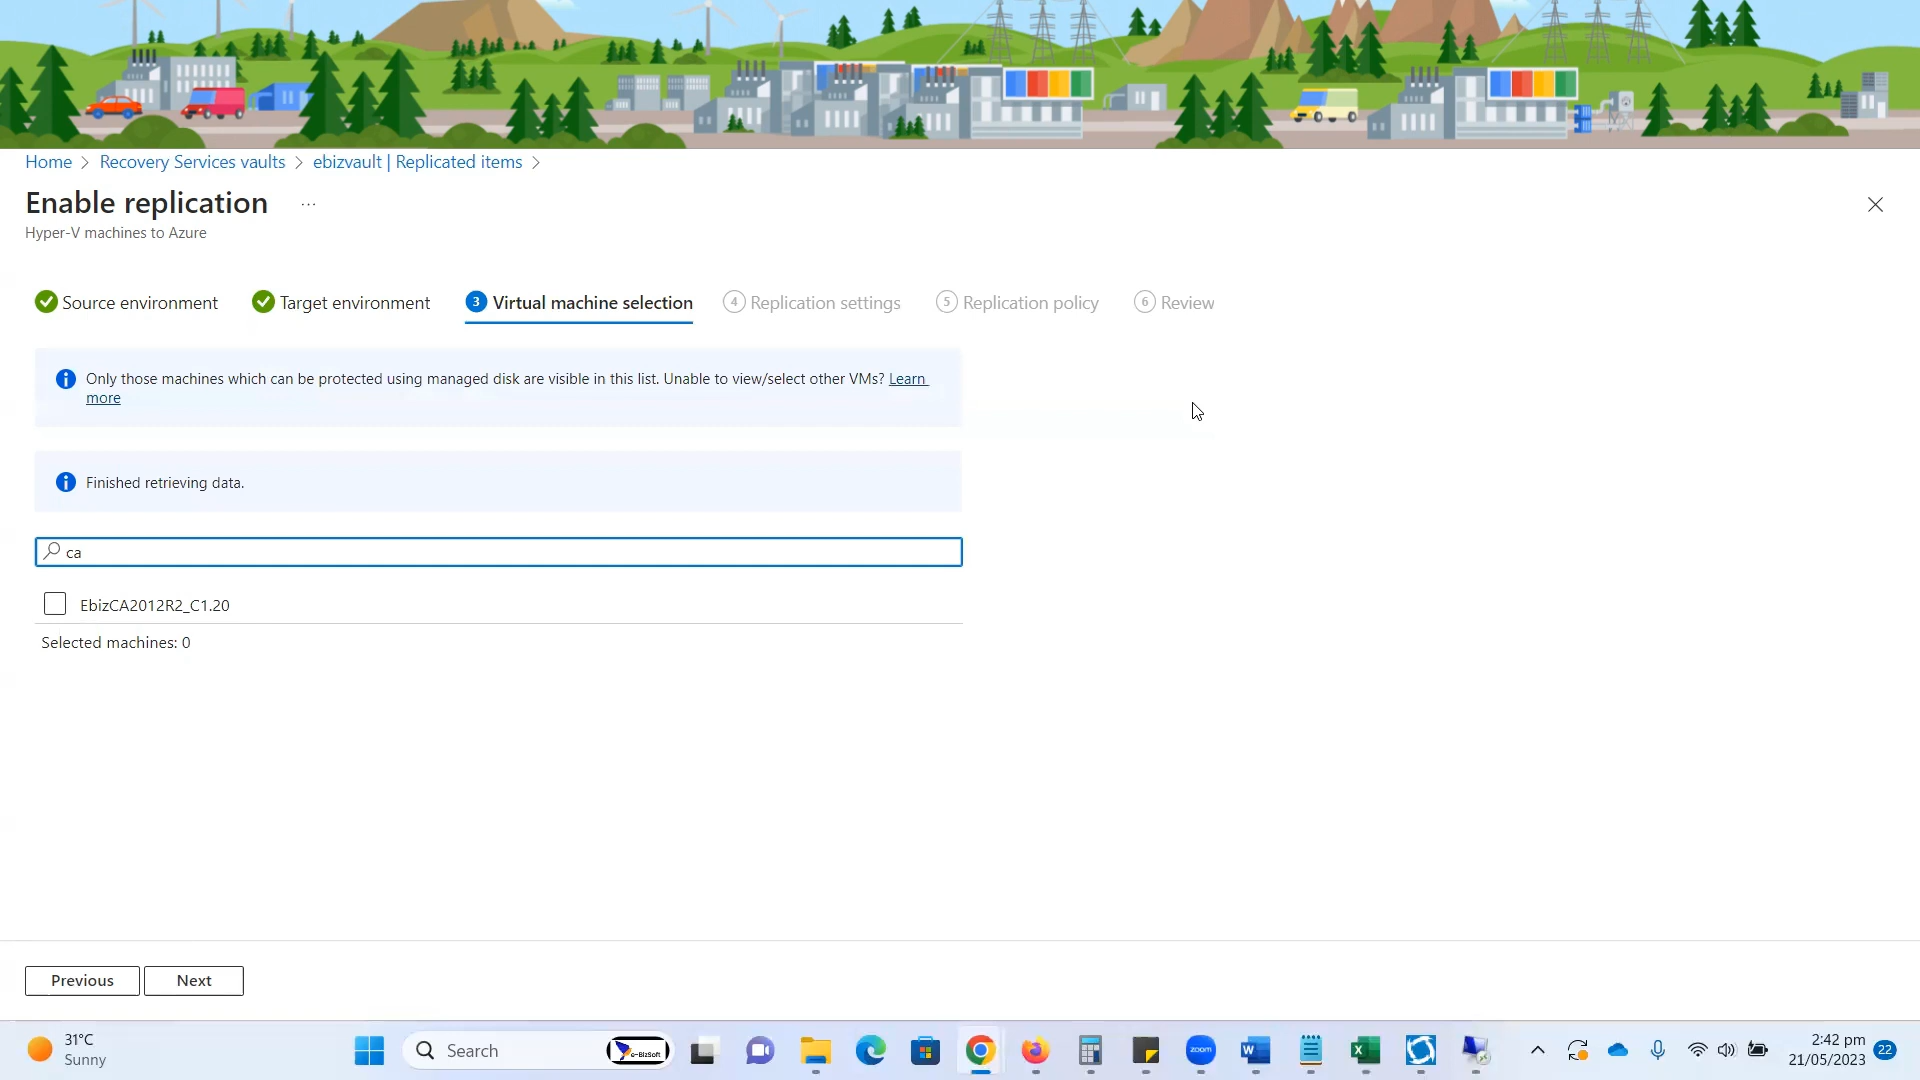 Home > Recovery Services vaults > ebizvault | Replicated items >
Enable replication ...
Hyper-V machines to Azure
Source environment
Target environment
3 Virtual machine selection
4 Replication settings
5 Replication policy
6 Review
Only those machines which can be protected using managed disk are visible in this list. Unable to view/select other VMs? Learn
more
Finished retrieving data.
ca
EbizCA2012R2_C1.20
Selected machines: 0
Previous
Next
31°C
Sunny
Search
e-BizSoft
zoom
2:42 pm
21/05/2023
22